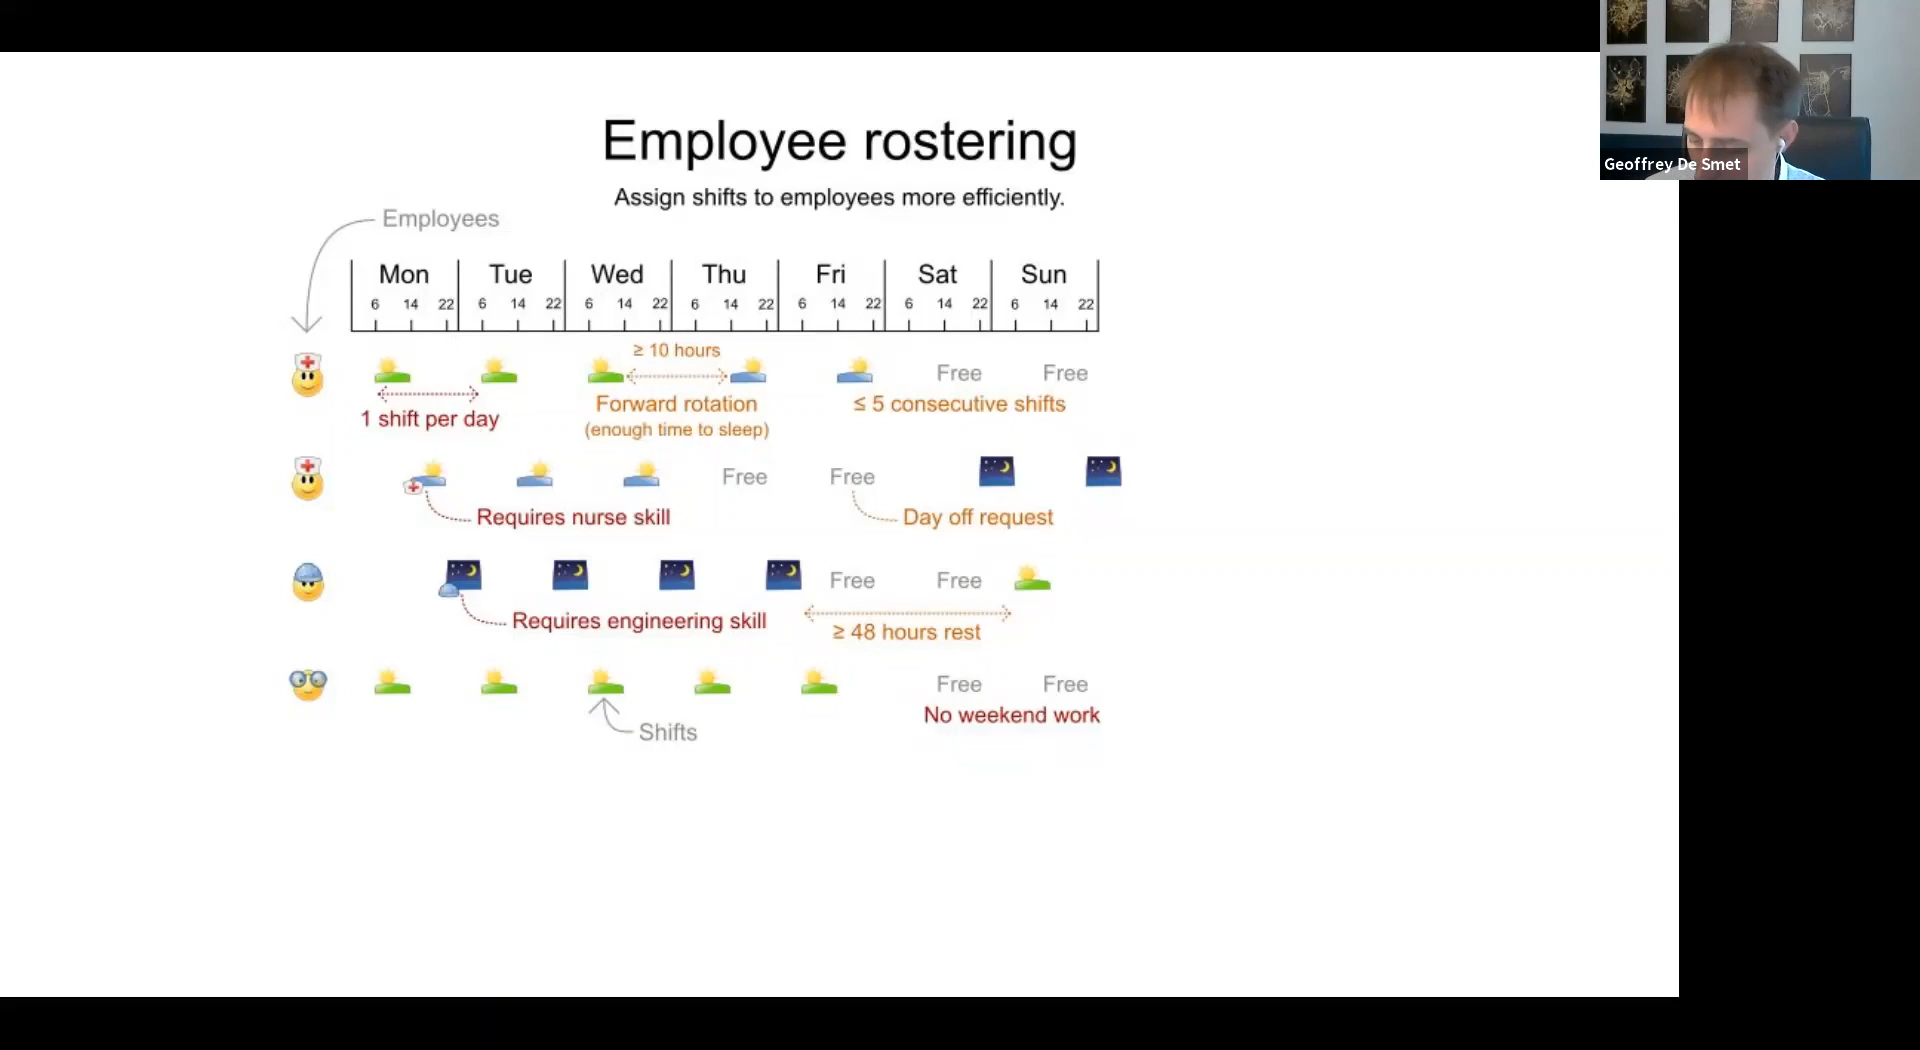 Geoffrey De Smet
Employee rostering
Assign shifts to employees more efficiently.
Employees
Mon Tue Wed Thu Fri Sat Sun
6 14 22 6 14 22 6 14 22 6 14 22 6 14 22 6 14 22 6 14 22
≥ 10 hours
Free Free
1 shift per day
Forward rotation
(enough time to sleep)
≤ 5 consecutive shifts
Free Free
Requires nurse skill
Day off request
Free Free
Requires engineering skill
≥ 48 hours rest
Free Free
No weekend work
Shifts